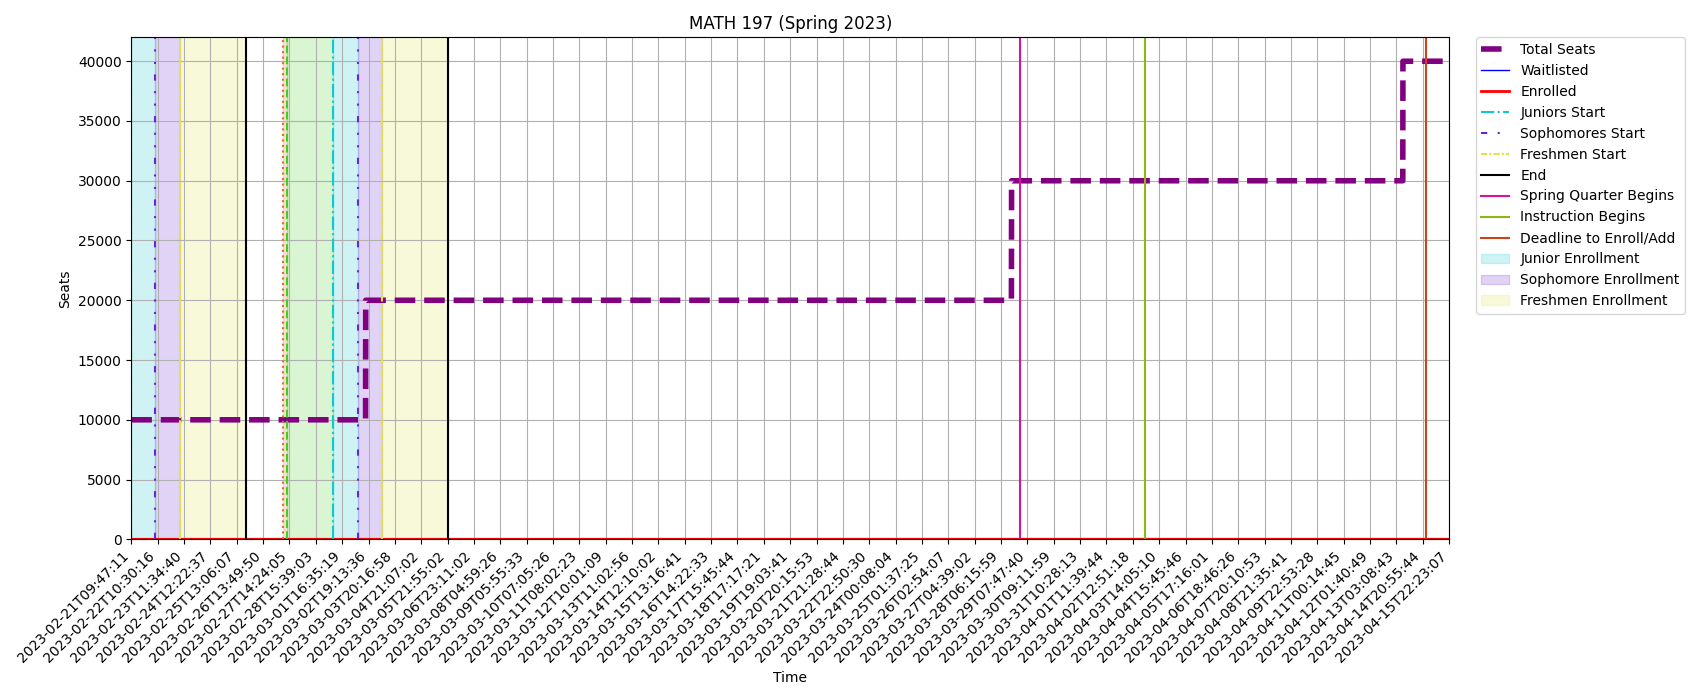 MATH 197 (Spring 2023)
Seats
40000
35000
30000
25000
20000
15000
10000
5000
0
2023-02-21T09:47:11
2023-02-22T10:30:16
2023-02-23T11:34:40
2023-02-24T12:22:37
2023-02-25T13:06:07
2023-02-26T13:49:50
2023-02-27T14:24:05
2023-02-28T15:39:03
2023-03-01T16:35:19
2023-03-02T19:13:36
2023-03-03T20:16:58
2023-03-04T21:07:02
2023-03-05T21:55:02
2023-03-06T23:11:02
2023-03-08T04:59:26
2023-03-09T05:55:33
2023-03-10T07:05:26
2023-03-11T08:02:23
2023-03-12T10:01:09
2023-03-13T11:02:56
2023-03-14T12:10:02
2023-03-15T13:16:41
2023-03-16T14:22:33
2023-03-17T15:45:44
2023-03-18T17:17:21
2023-03-19T19:03:41
2023-03-20T20:15:53
2023-03-21T21:28:44
2023-03-22T22:50:30
2023-03-24T00:08:04
2023-03-25T01:37:25
2023-03-26T02:54:07
2023-03-27T04:39:02
2023-03-28T06:15:59
2023-03-29T07:47:40
2023-03-30T09:11:59
2023-03-31T10:28:13
2023-04-01T11:39:44
2023-04-02T12:51:18
2023-04-03T14:05:10
2023-04-04T15:45:46
2023-04-05T17:16:01
2023-04-06T18:46:26
2023-04-07T20:10:53
2023-04-08T21:35:41
2023-04-09T22:53:28
2023-04-11T00:14:45
2023-04-12T01:40:49
2023-04-13T03:08:43
2023-04-14T20:55:44
2023-04-15T22:23:07
Time
Total Seats
Waitlisted
Enrolled
Juniors Start
Sophomores Start
Freshmen Start
End
Spring Quarter Begins
Instruction Begins
Deadline to Enroll/Add
Junior Enrollment
Sophomore Enrollment
Freshmen Enrollment